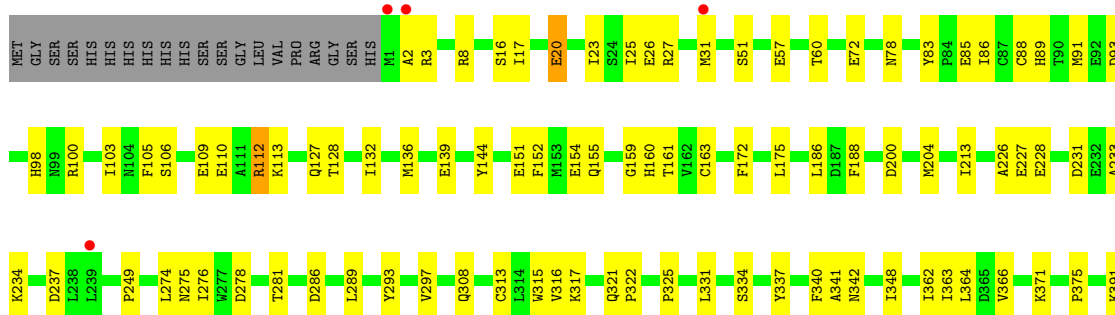 MET GLY SER SER HIS HIS HIS HIS HIS HIS SER SER GLY LEU VAL PRO ARG GLY SER HIS M1 A2 R3 R8 S16 I17 E20 I23 S24 I25 E26 R27 M31 S51 E57 T60 E72 N78 Y83 P84 E85 I86 C87 C88 H89 T90 M91 E92 D93
H98 N99 R100 I103 N104 F105 S106 E109 E110 A111 R112 K113 Q127 T128 I132 M136 E139 Y144 E151 F152 M153 E154 Q155 G159 H160 T161 V162 C163 F172 L175 L186 D187 F188 D200 M204 I213 A226 E227 E228 D231 E232 A233
K234 D237 L238 L239 P249 L274 N275 I276 W277 D278 T281 D286 L289 Y293 V297 Q308 C313 L314 W315 V316 K317 Q321 P322 P325 L331 S334 Y337 F340 A341 N342 I348 I362 I363 L364 D365 V366 K371 P375